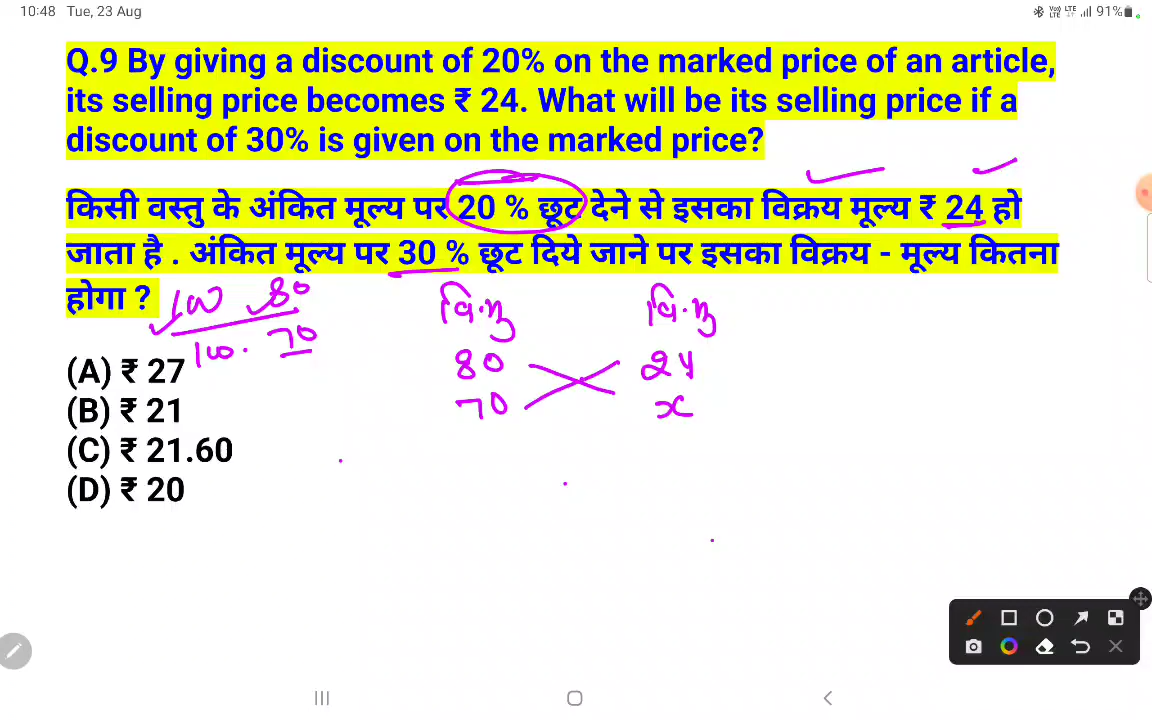 10:48 Tue, 23 Aug
91%
Q.9 By giving a discount of 20% on the marked price of an article,
its selling price becomes ₹ 24. What will be its selling price if a
discount of 30% is given on the marked price?
किसी वस्तु के अंकित मूल्य पर 20 % छूट देने से इसका विक्रय मूल्य ₹ 24 हो
जाता है . अंकित मूल्य पर 30 % छूट दिये जाने पर इसका विक्रय - मूल्य कितना
होगा ?
100 80
100. 70
वि.मू वि.मू
80 24
70 x
(A) ₹ 27
(B) ₹ 21
(C) ₹ 21.60
(D) ₹ 20